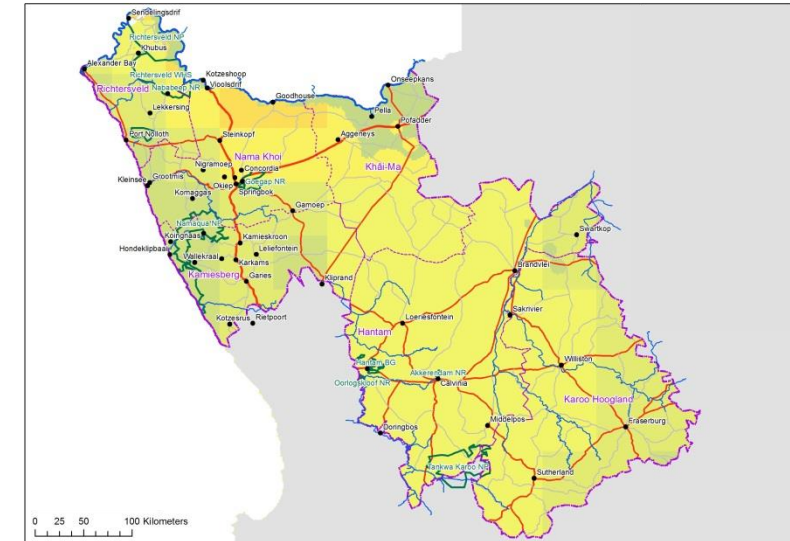 Sendelingsdrif
Richtersveld NP
Khubus
Alexander Bay
Richtersveld WHS
Kotzeshoop
Vioolsdrif
Nababeep NR
Richtersveld
Goodhouse
Onseepkans
Lekkersing
Pella
Pofadder
Port Nolloth
Steinkopf
Aggeneys
Nama Khoi
Khâi-Ma
Nigramoep
Concordia
Grootmis
Kleinsee
Okiep
Goegap NR
Springbok
Komaggas
Gamoep
Namaqua NP
Koingnaas
Kamieskroon
Hondeklipbaai
Wallekraal
Leliefontein
Karkams
Kamiesberg
Garies
Kliprand
Swartkop
Brandvlei
Kotzesrus
Rietpoort
Loeriesfontein
Sakrivier
Hantam
Hantam BG
Williston
Akkerendam NR
Oorlogskloof NR
Calvinia
Karoo Hoogland
Doringbos
Middelpos
Fraserburg
Tankwa Karoo NP
Sutherland
0 25 50 100 Kilometers